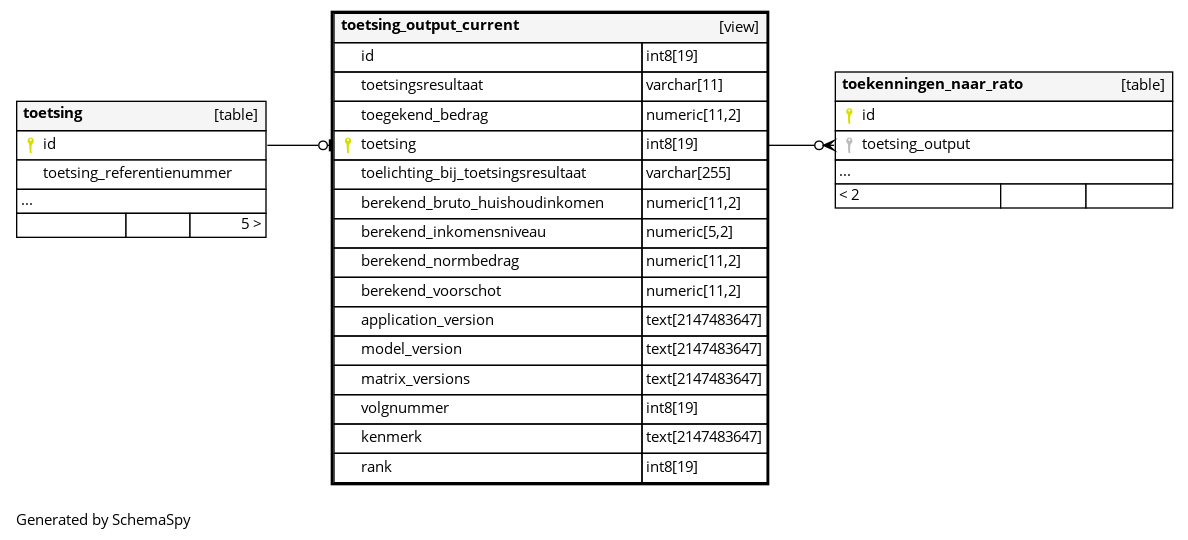 toetsing [table]
id
toetsing_referentienummer
...
5 >
toetsing_output_current [view]
id int8[19]
toetsingsresultaat varchar[11]
toegekend_bedrag numeric[11,2]
toetsing int8[19]
toelichting_bij_toetsingsresultaat varchar[255]
berekend_bruto_huishoudinkomen numeric[11,2]
berekend_inkomensniveau numeric[5,2]
berekend_normbedrag numeric[11,2]
berekend_voorschot numeric[11,2]
application_version text[2147483647]
model_version text[2147483647]
matrix_versions text[2147483647]
volgnummer int8[19]
kenmerk text[2147483647]
rank int8[19]
toekenningen_naar_rato [table]
id
toetsing_output
...
< 2
Generated by SchemaSpy